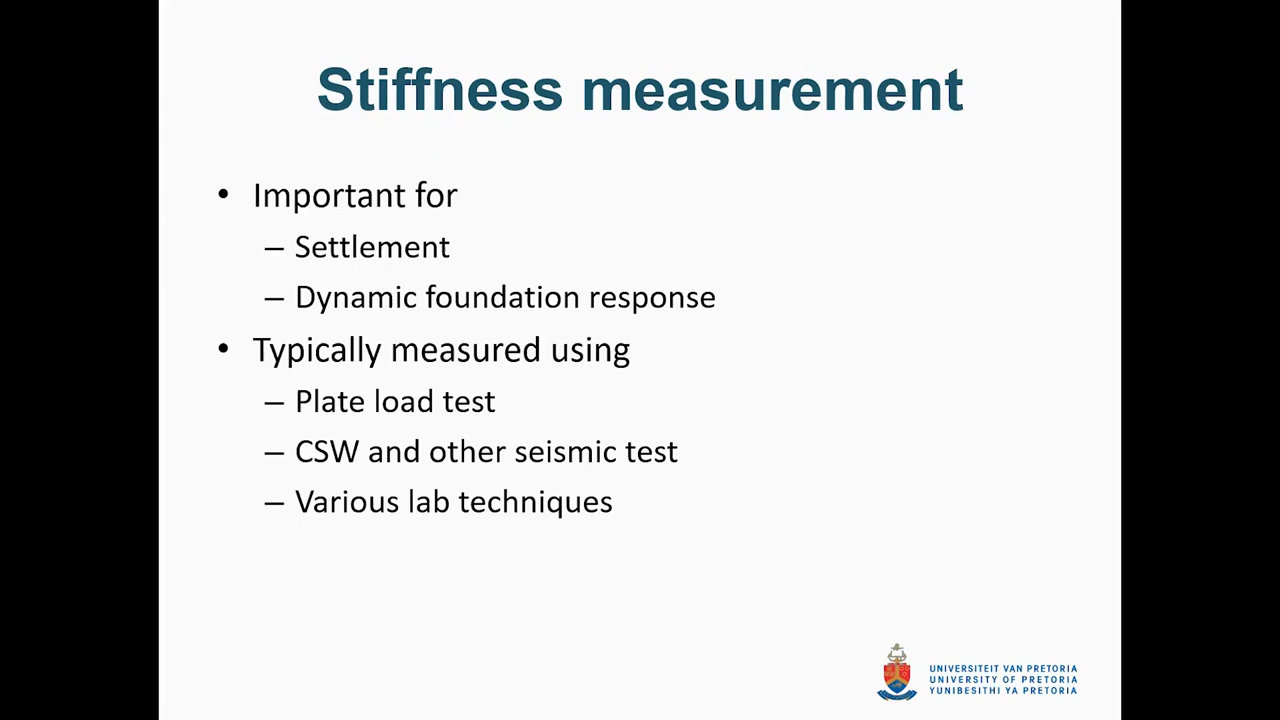 Stiffness measurement
• Important for
– Settlement
– Dynamic foundation response
• Typically measured using
– Plate load test
– CSW and other seismic test
– Various lab techniques
UNIVERSITEIT VAN PRETORIA
UNIVERSITY OF PRETORIA
YUNIBESITHI YA PRETORIA